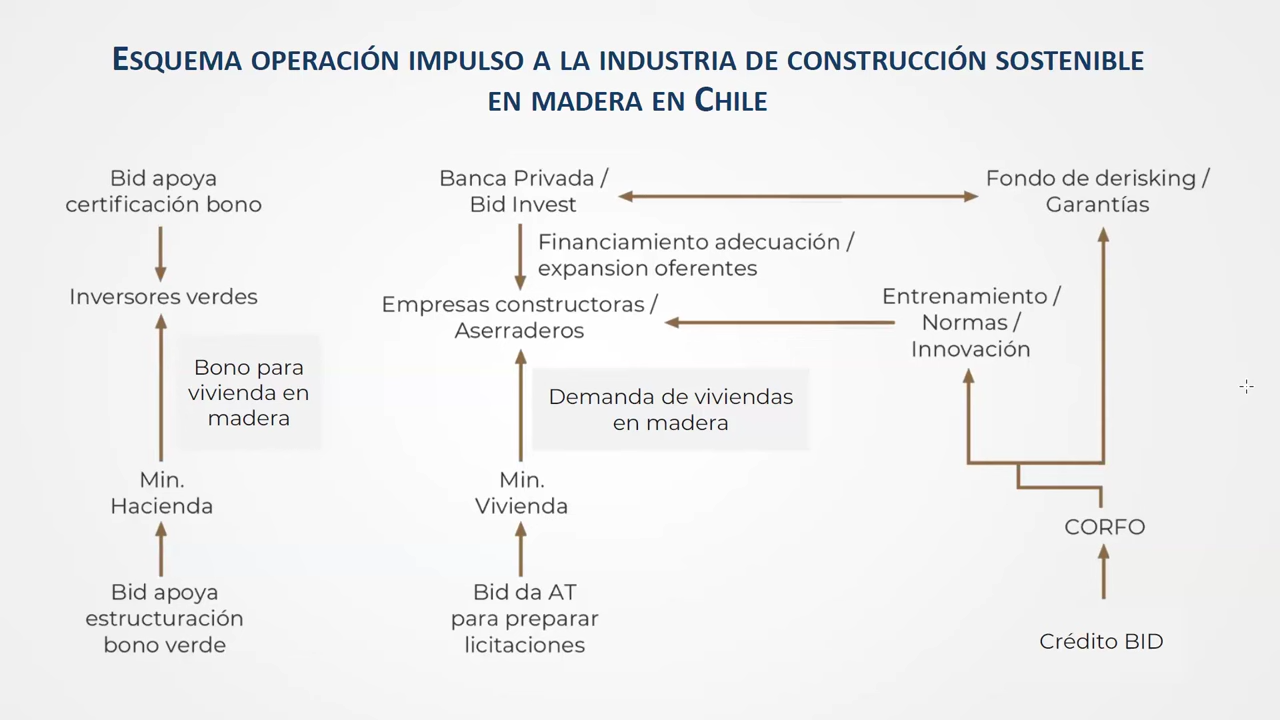 ESQUEMA OPERACIÓN IMPULSO A LA INDUSTRIA DE CONSTRUCCIÓN SOSTENIBLE
EN MADERA EN CHILE
Bid apoya
certificación bono
Inversores verdes
Bono para
vivienda en
madera
Min.
Hacienda
Bid apoya
estructuración
bono verde
Banca Privada /
Bid Invest
Financiamiento adecuación /
expansion oferentes
Empresas constructoras /
Aserraderos
Demanda de viviendas
en madera
Min.
Vivienda
Bid da AT
para preparar
licitaciones
Fondo de derisking /
Garantías
Entrenamiento /
Normas /
Innovación
CORFO
Crédito BID